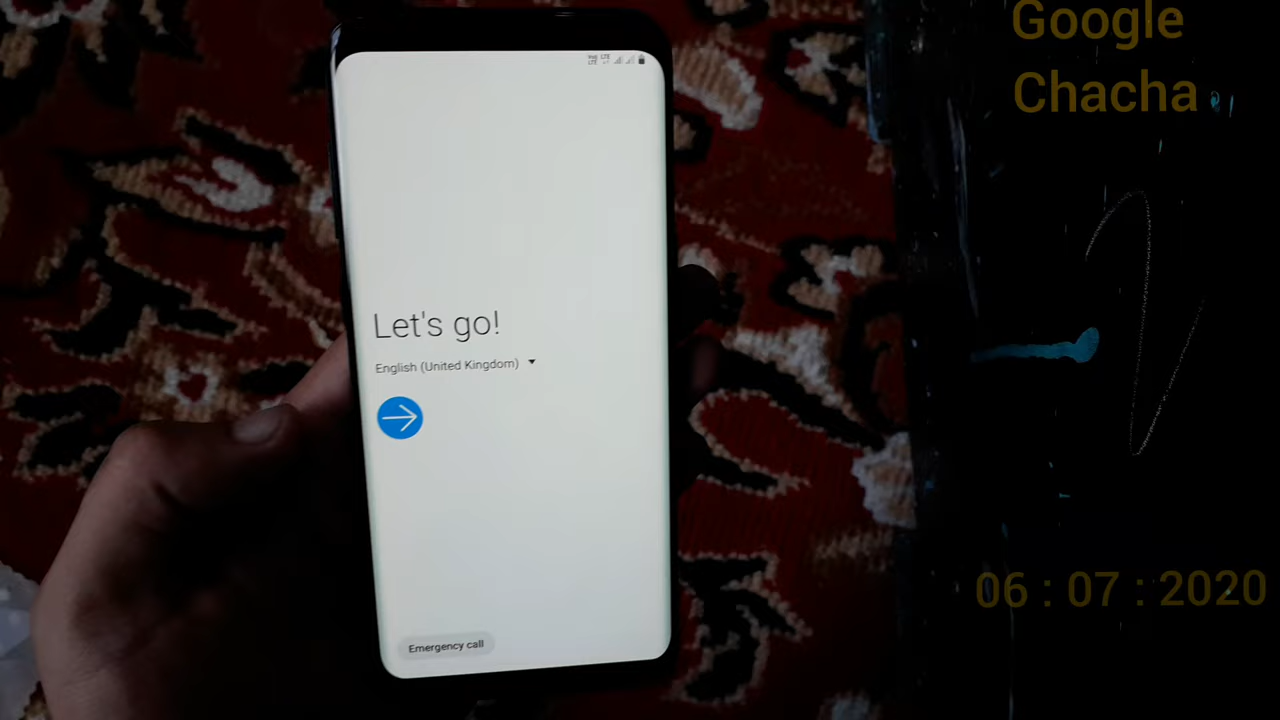 Google
Chacha
Let's go!
English (United Kingdom)
Emergency call
06 : 07 : 2020